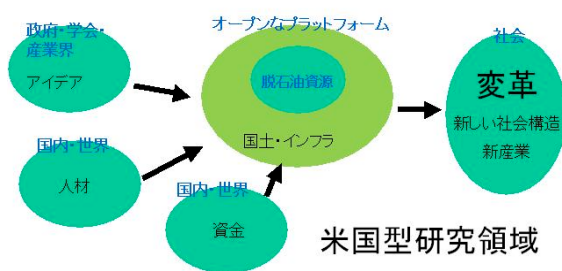 政府・学会・
産業界
アイデア
国内・世界
人材
国内・世界
資金
オープンなプラットフォーム
脱石油資源
国土・インフラ
社会
変革
新しい社会構造
新産業
米国型研究領域